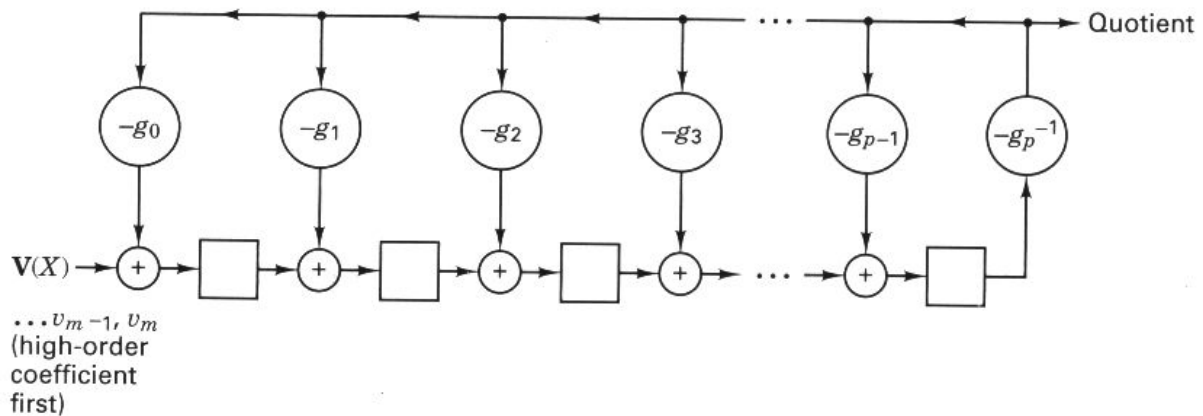 ... Quotient
-g₀ -g₁ -g₂ -g₃ -gₚ₋₁ -gₚ⁻¹
V(X) + + + + ... +
... vₘ₋₁, vₘ
(high-order
coefficient
first)